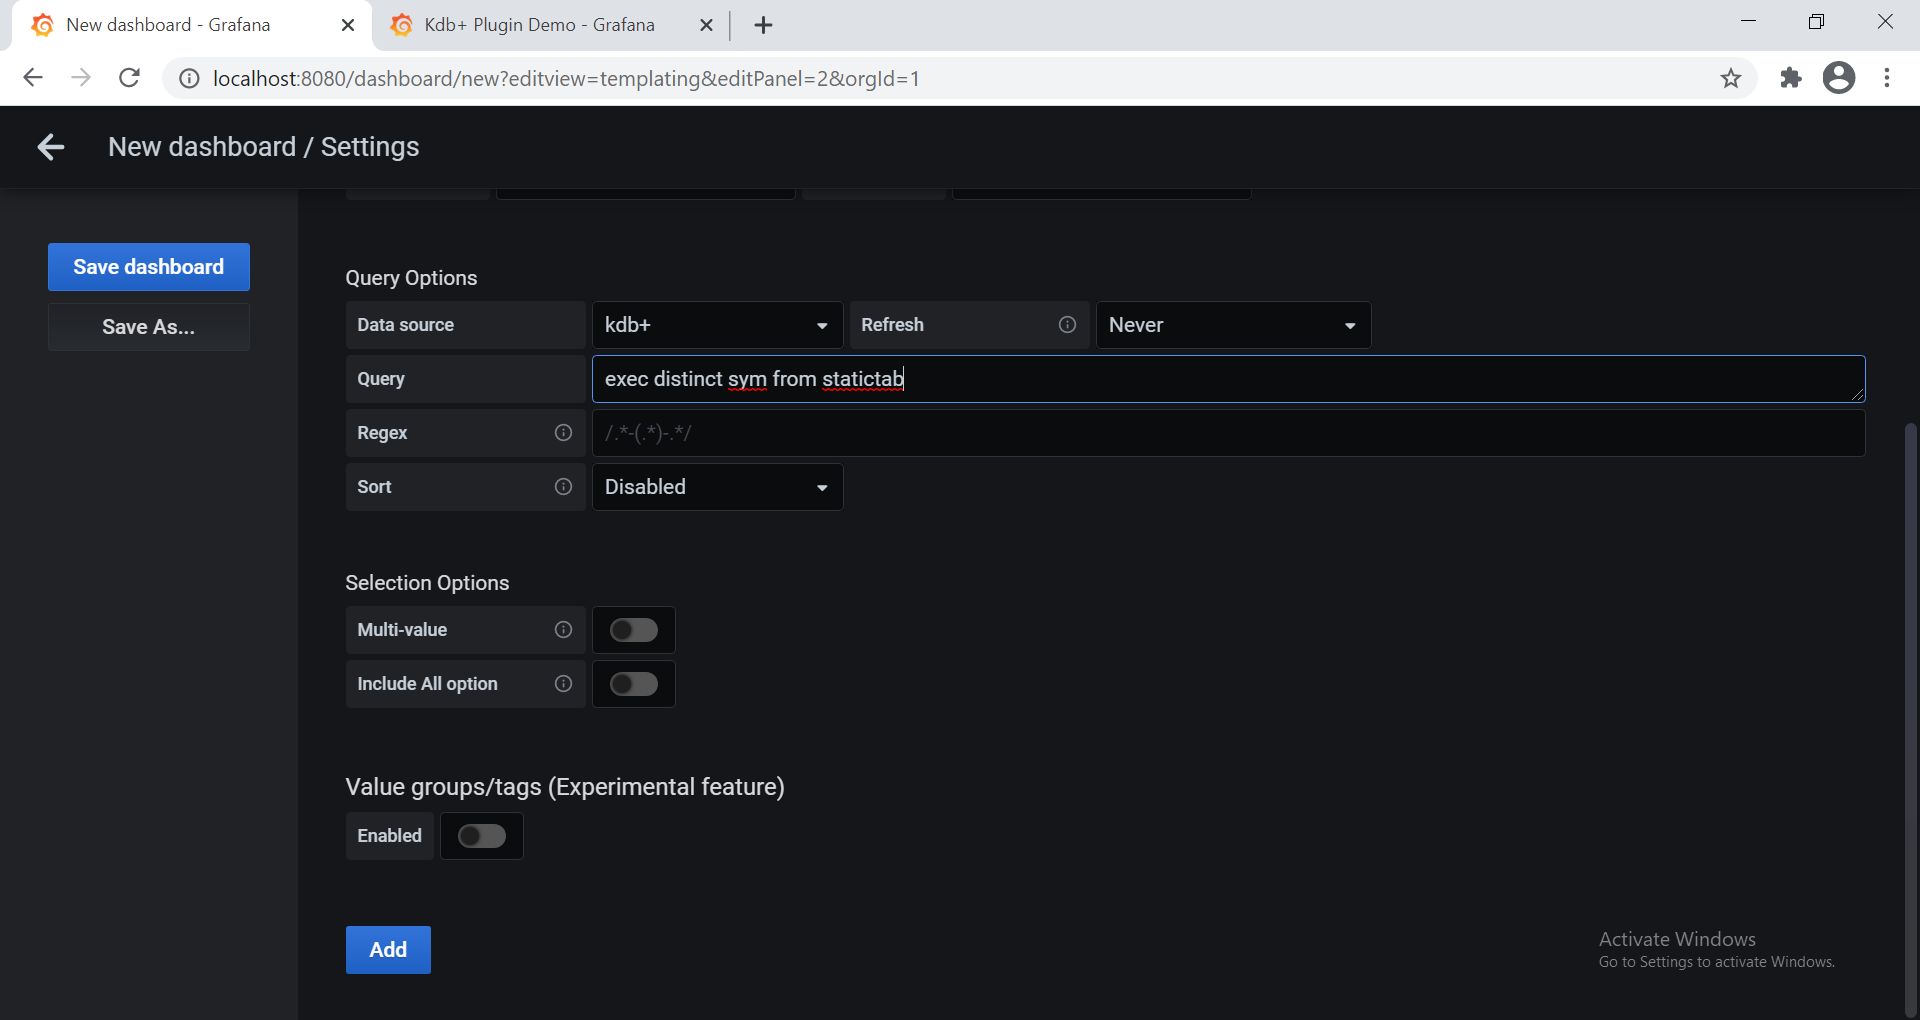 New dashboard - Grafana
Kdb+ Plugin Demo - Grafana
localhost:8080/dashboard/new?editview=templating&editPanel=2&orgId=1
New dashboard / Settings
Save dashboard
Save As...
Query Options
Data source
kdb+
Refresh
Never
Query
exec distinct sym from statictab
Regex
/.*-(.*)-.*/
Sort
Disabled
Selection Options
Multi-value
Include All option
Value groups/tags (Experimental feature)
Enabled
Add
Activate Windows
Go to Settings to activate Windows.